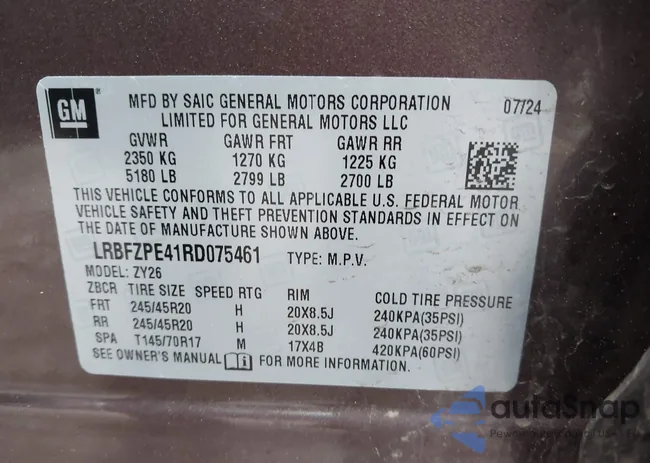 GM
MFD BY SAIC GENERAL MOTORS CORPORATION 07/24
LIMITED FOR GENERAL MOTORS LLC
GVWR GAWR FRT GAWR RR
2350 KG 1270 KG 1225 KG
5180 LB 2799 LB 2700 LB
THIS VEHICLE CONFORMS TO ALL APPLICABLE U.S. FEDERAL MOTOR
VEHICLE SAFETY AND THEFT PREVENTION STANDARDS IN EFFECT ON
THE DATE OF MANUFACTURE SHOWN ABOVE.
LRBFZPE41RD075461 TYPE: M.P.V.
MODEL: ZY26
ZBCR TIRE SIZE SPEED RTG RIM COLD TIRE PRESSURE
FRT 245/45R20 H 20X8.5J 240KPA(35PSI)
RR 245/45R20 H 20X8.5J 240KPA(35PSI)
SPA T145/70R17 M 17X4B 420KPA(60PSI)
SEE OWNER'S MANUAL FOR MORE INFORMATION.
autoSnap